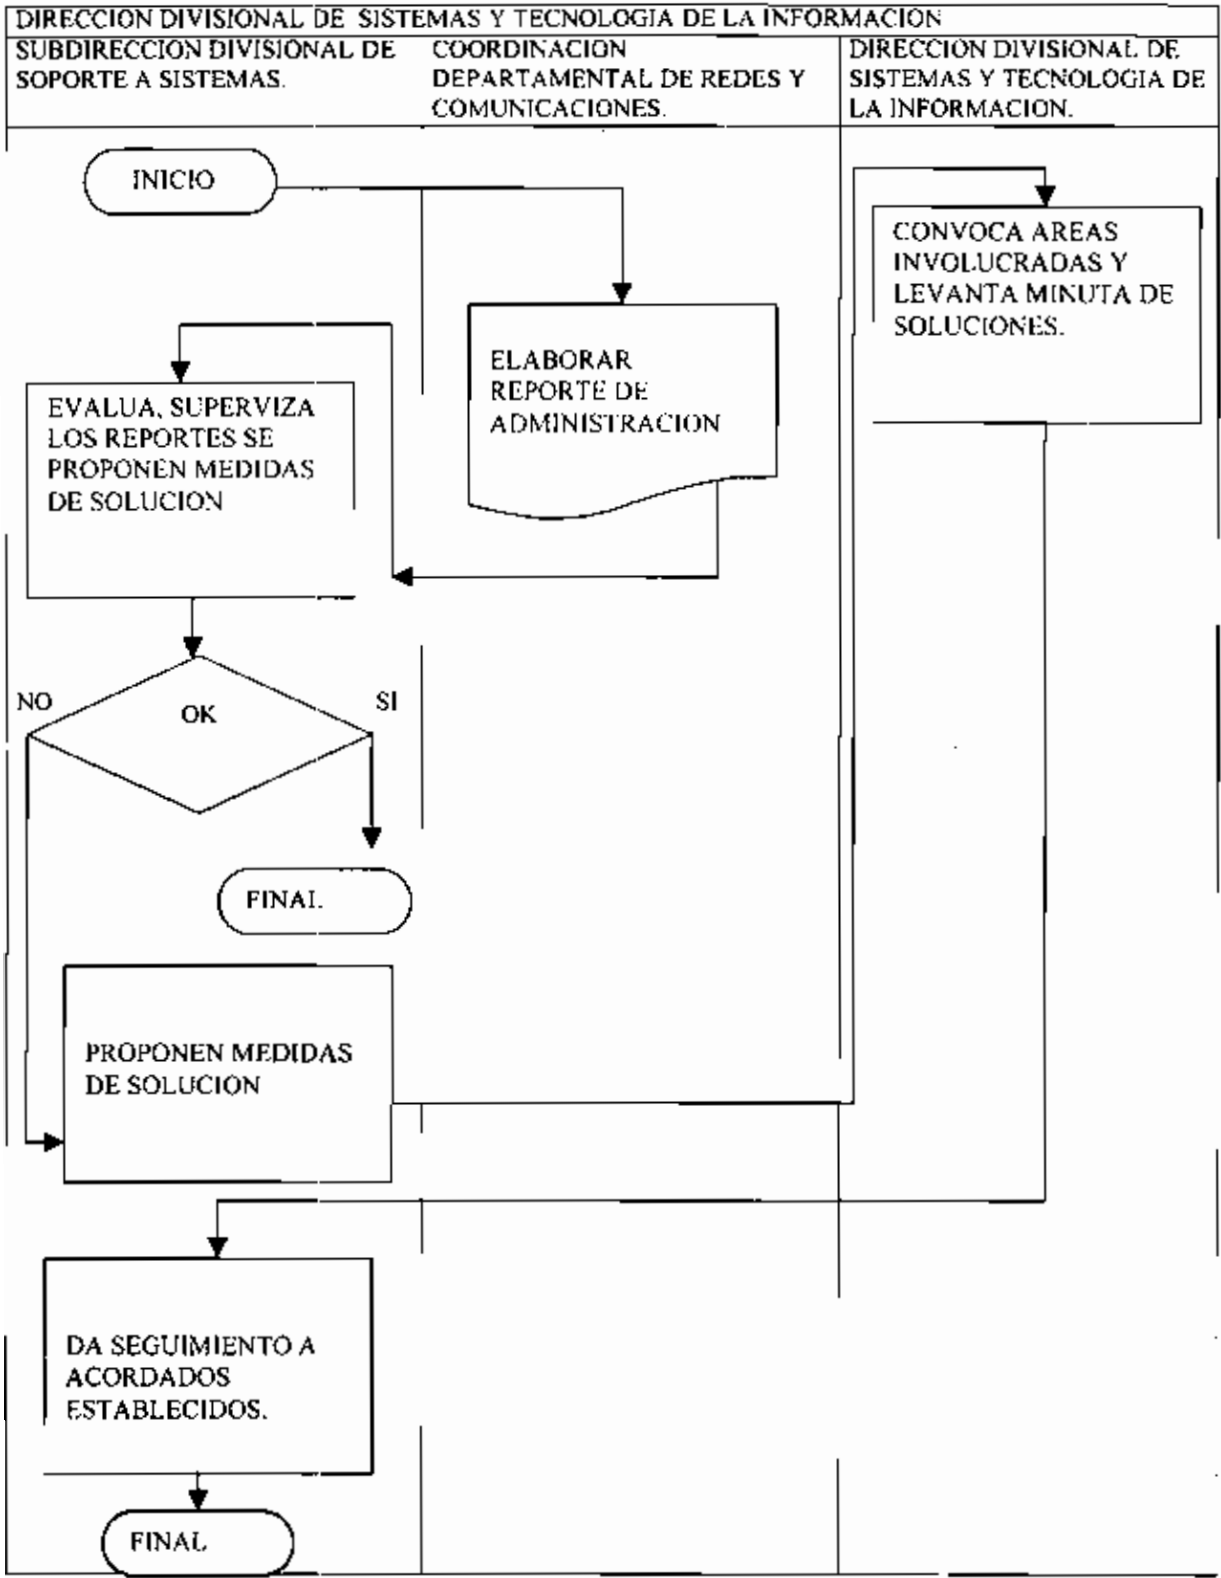 DIRECCION DIVISIONAL DE SISTEMAS Y TECNOLOGIA DE LA INFORMACION
SUBDIRECCION DIVISIONAL DE
SOPORTE A SISTEMAS.
COORDINACION
DEPARTAMENTAL DE REDES Y
COMUNICACIONES.
DIRECCION DIVISIONAL DE
SISTEMAS Y TECNOLOGIA DE
LA INFORMACION.
INICIO
CONVOCA AREAS
INVOLUCRADAS Y
LEVANTA MINUTA DE
SOLUCIONES.
ELABORAR
REPORTE DE
ADMINISTRACION
EVALUA, SUPERVIZA
LOS REPORTES SE
PROPONEN MEDIDAS
DE SOLUCION
NO
OK
SI
FINAL
PROPONEN MEDIDAS
DE SOLUCION
DA SEGUIMIENTO A
ACORDADOS
ESTABLECIDOS.
FINAL